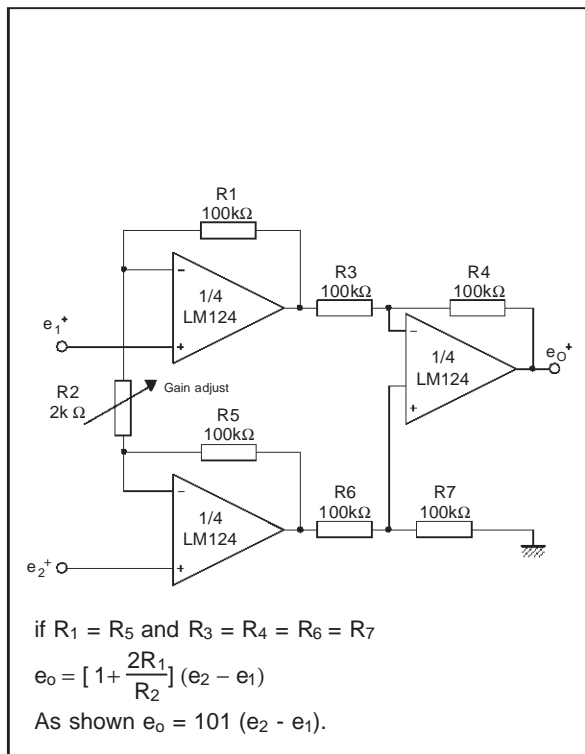 R1
100kΩ
R3
100kΩ
R4
100kΩ
-
1/4
LM124
+
e₁⁺
-
1/4
LM124
+
e₀⁺
R2
2k Ω
Gain adjust
R5
100kΩ
R6
100kΩ
R7
100kΩ
-
1/4
LM124
+
e₂⁺
if R₁ = R₅ and R₃ = R₄ = R₆ = R₇
eₒ = [ 1+ 2R₁/R₂ ] (e₂ – e₁)
As shown eₒ = 101 (e₂ - e₁).